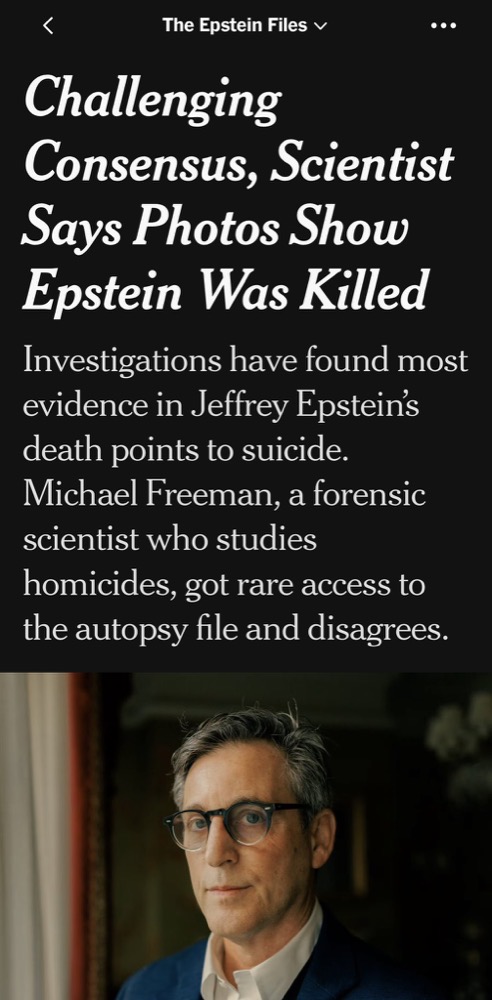 The Epstein Files
Challenging
Consensus, Scientist
Says Photos Show
Epstein Was Killed
Investigations have found most
evidence in Jeffrey Epstein’s
death points to suicide.
Michael Freeman, a forensic
scientist who studies
homicides, got rare access to
the autopsy file and disagrees.